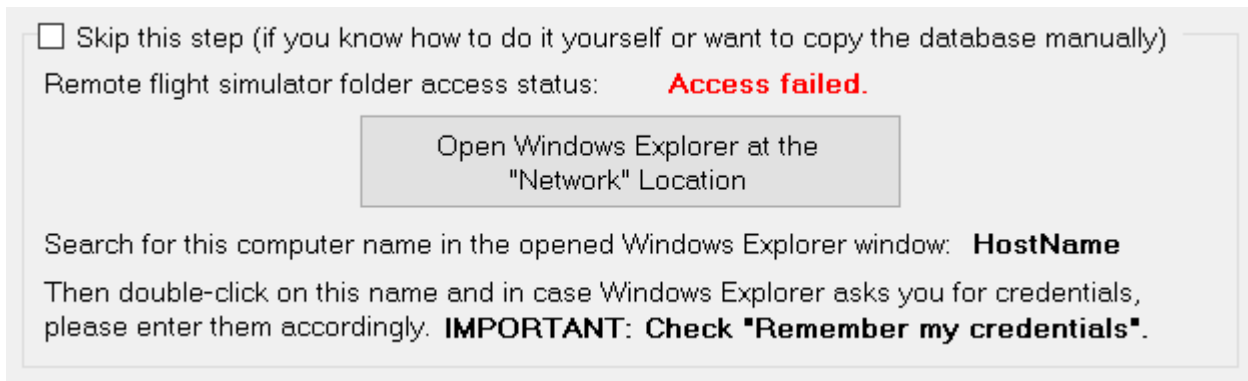 Skip this step (if you know how to do it yourself or want to copy the database manually)
Remote flight simulator folder access status: Access failed.
Open Windows Explorer at the
"Network" Location
Search for this computer name in the opened Windows Explorer window: HostName
Then double-click on this name and in case Windows Explorer asks you for credentials,
please enter them accordingly. IMPORTANT: Check "Remember my credentials".